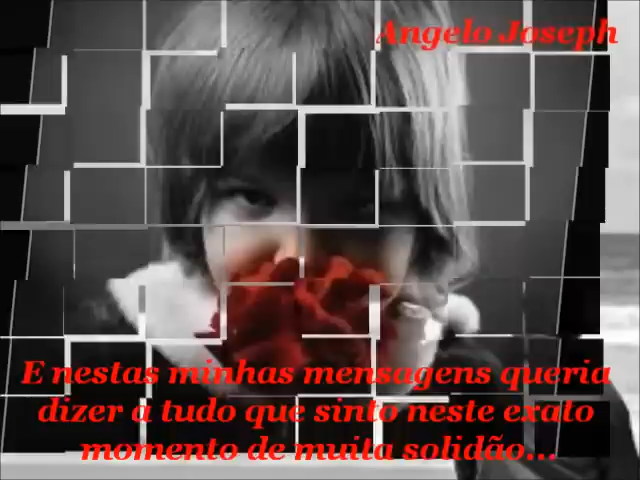 Angelo Joseph
E nestas minhas mensagens queria
dizer a tudo que sinto neste exato
momento de muita solidão...